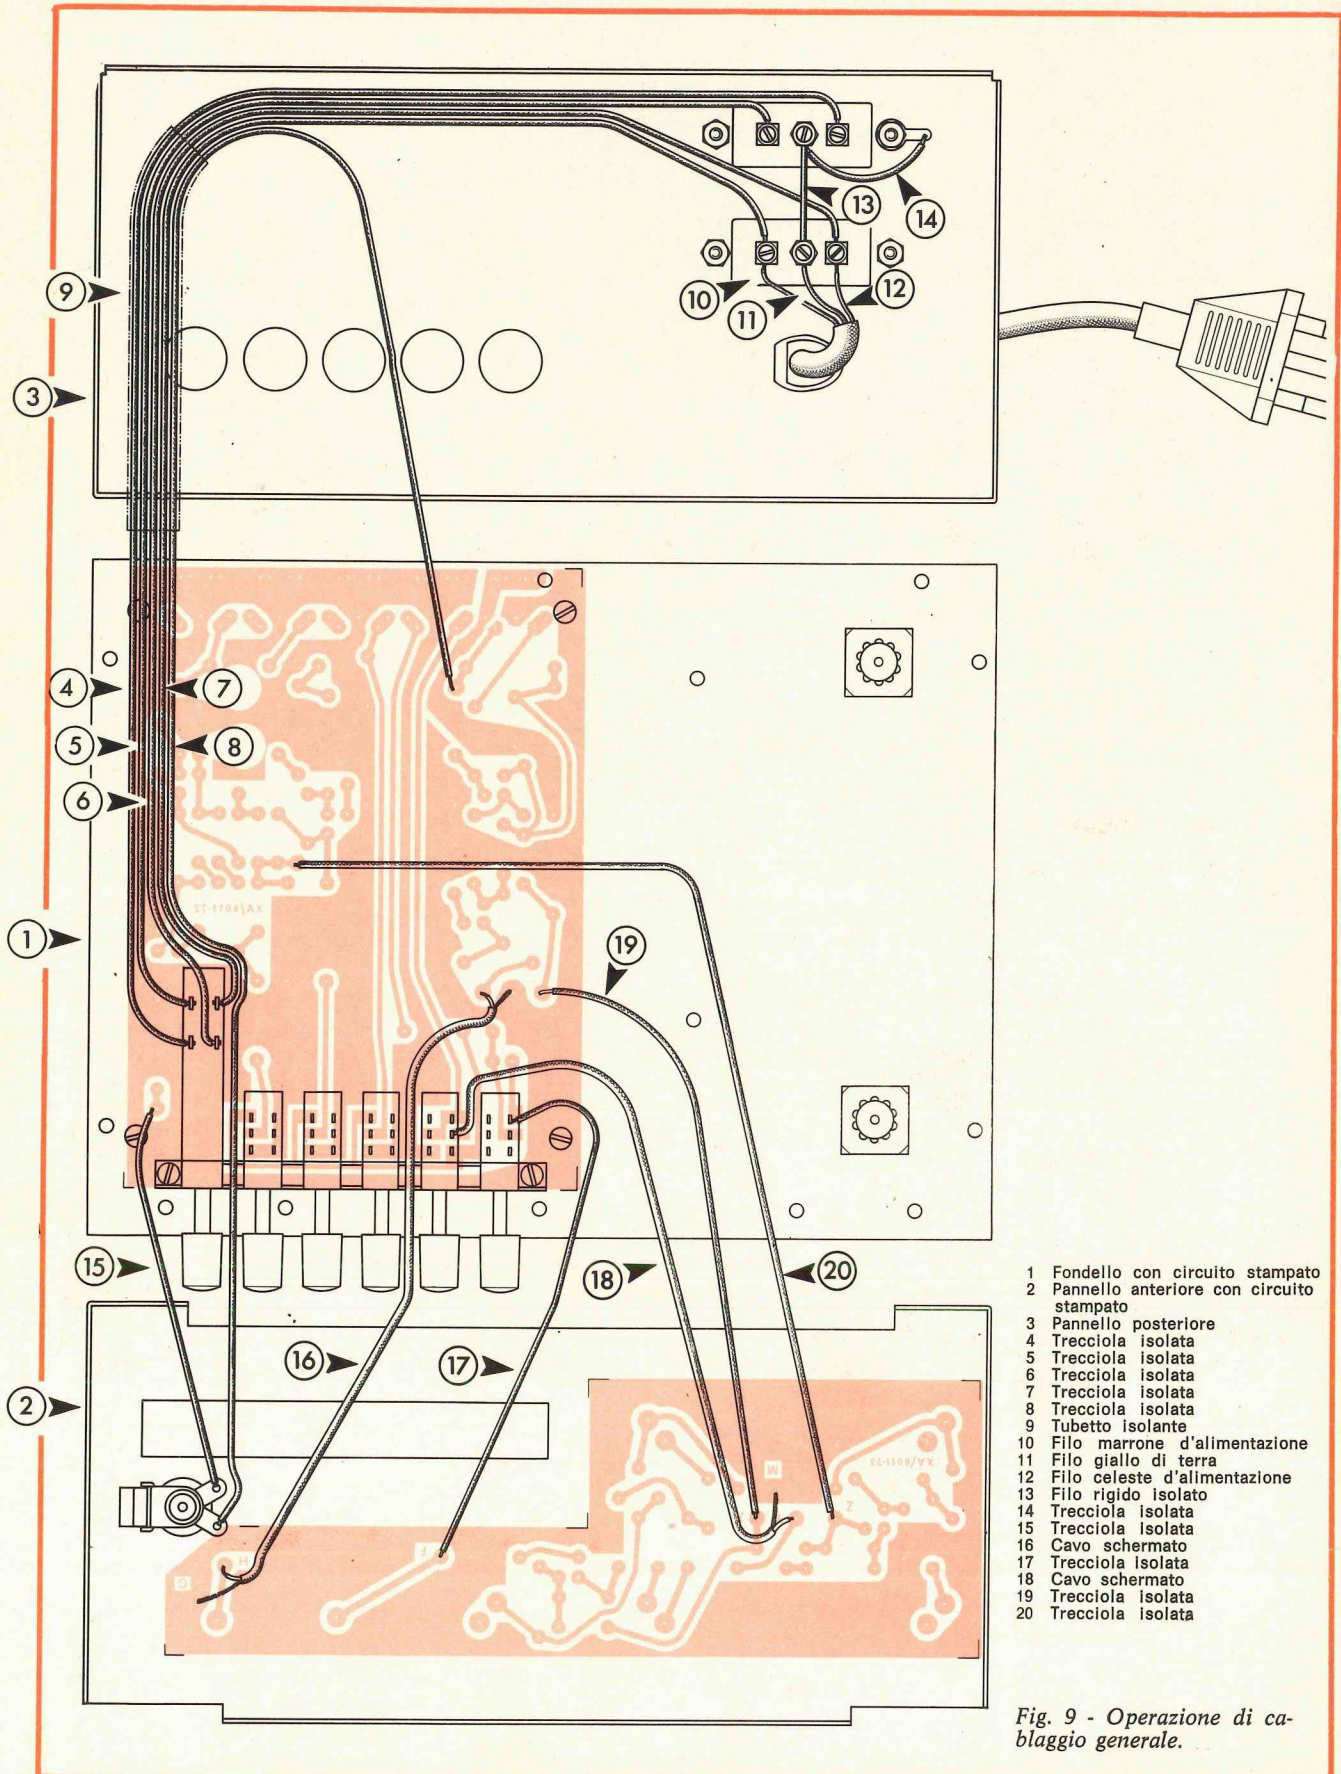 9
3
10
11
12
13
14
4
7
5
8
6
XA/6011-72
1
19
15
18
20
16
17
2
M
XA/6011-73
Z
F
H
G
1 Fondello con circuito stampato
2 Pannello anteriore con circuito
stampato
3 Pannello posteriore
4 Trecciola isolata
5 Trecciola isolata
6 Trecciola isolata
7 Trecciola isolata
8 Trecciola isolata
9 Tubetto isolante
10 Filo marrone d'alimentazione
11 Filo giallo di terra
12 Filo celeste d'alimentazione
13 Filo rigido isolato
14 Trecciola isolata
15 Trecciola isolata
16 Cavo schermato
17 Trecciola isolata
18 Cavo schermato
19 Trecciola isolata
20 Trecciola isolata
Fig. 9 - Operazione di ca-
blaggio generale.